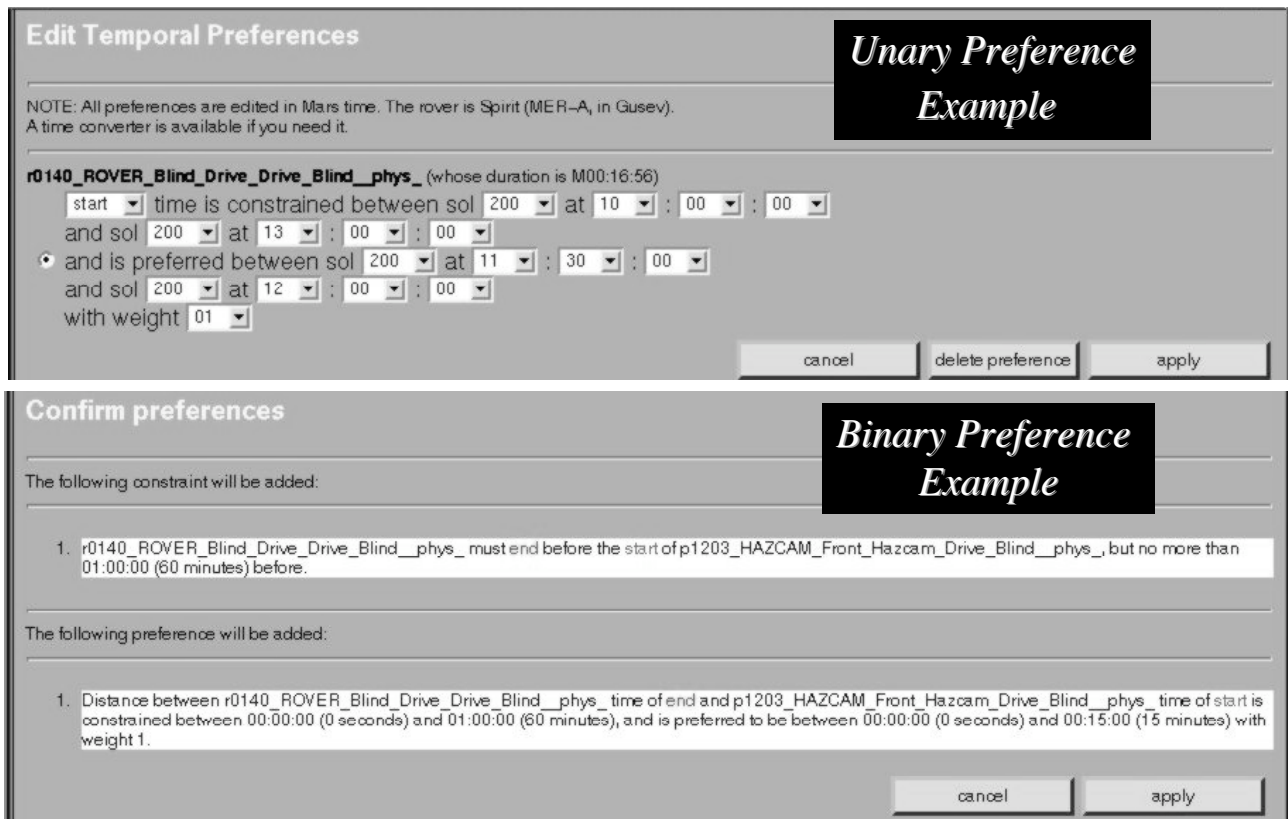 Edit Temporal Preferences
Unary Preference
Example
NOTE: All preferences are edited in Mars time. The rover is Spirit (MER-A, in Gusev).
A time converter is available if you need it.
r0140_ROVER_Blind_Drive_Drive_Blind__phys_ (whose duration is M00:16:56)
start time is constrained between sol 200 at 10 : 00 : 00
and sol 200 at 13 : 00 : 00
and is preferred between sol 200 at 11 : 30 : 00
and sol 200 at 12 : 00 : 00
with weight 01
cancel delete preference apply
Confirm preferences
Binary Preference
Example
The following constraint will be added:
1. r0140_ROVER_Blind_Drive_Drive_Blind__phys_ must end before the start of p1203_HAZCAM_Front_Hazcam_Drive_Blind__phys_, but no more than
01:00:00 (60 minutes) before.
The following preference will be added:
1. Distance between r0140_ROVER_Blind_Drive_Drive_Blind__phys_ time of end and p1203_HAZCAM_Front_Hazcam_Drive_Blind__phys_ time of start is
constrained between 00:00:00 (0 seconds) and 01:00:00 (60 minutes), and is preferred to be between 00:00:00 (0 seconds) and 00:15:00 (15 minutes) with
weight 1.
cancel apply